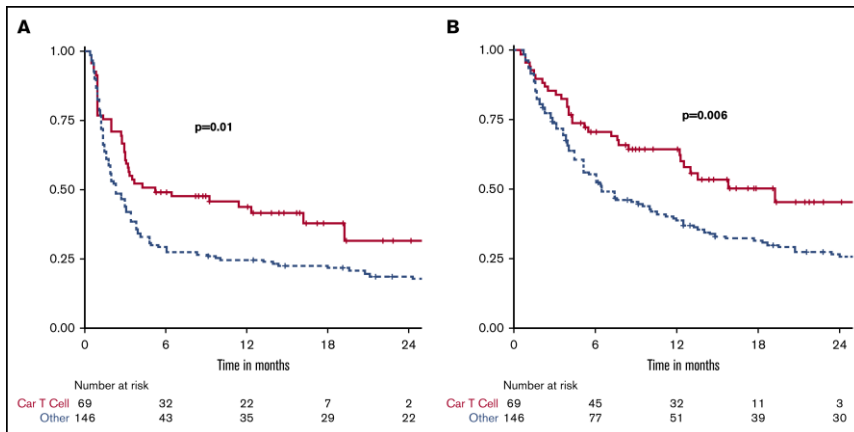 A
1.00
0.75
0.50
0.25
0.00
p=0.01
0 6 12 18 24
Time in months
Number at risk
Car T Cell 69 32 22 7 2
Other 146 43 35 29 22
B
1.00
0.75
0.50
0.25
0.00
p=0.006
0 6 12 18 24
Time in months
Number at risk
Car T Cell 69 45 32 11 3
Other 146 77 51 39 30